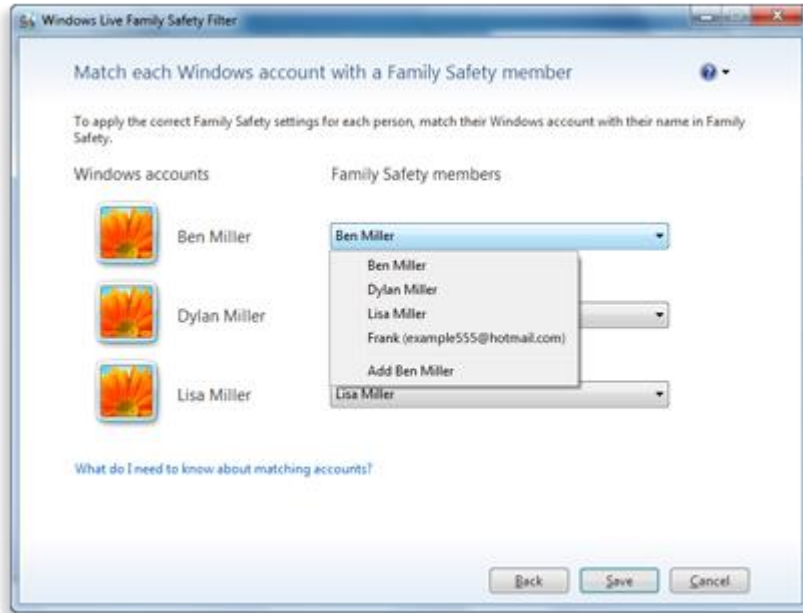 Windows Live Family Safety Filter
Match each Windows account with a Family Safety member
To apply the correct Family Safety settings for each person, match their Windows account with their name in Family
Safety.
Windows accounts Family Safety members
Ben Miller Ben Miller
Ben Miller
Dylan Miller
Dylan Miller
Lisa Miller
Frank (example555@hotmail.com)
Add Ben Miller
Lisa Miller Lisa Miller
What do I need to know about matching accounts?
Back Save Cancel